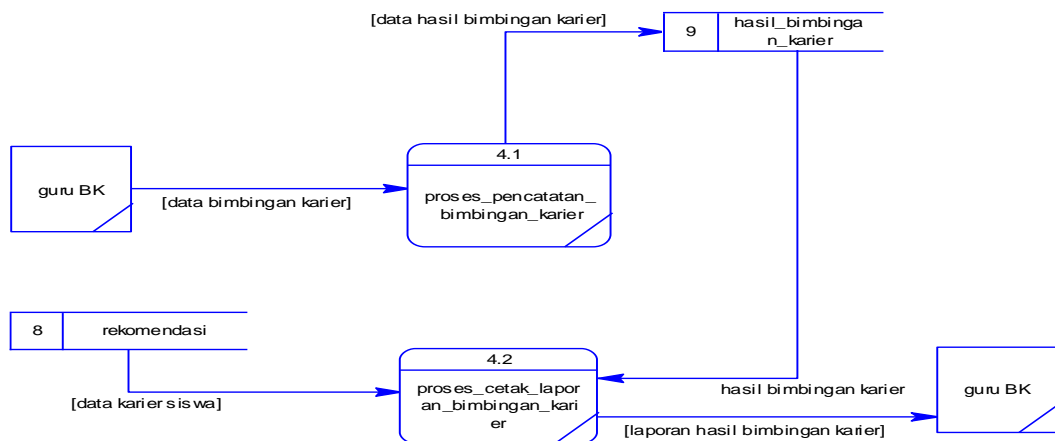 [data hasil bimbingan karier]
9
hasil_bimbinga
n_karier
4.1
guru BK
[data bimbingan karier]
proses_pencatatan_
bimbingan_karier
8
rekomendasi
4.2
[data karier siswa]
proses_cetak_lapor
an_bimbingan_kari
er
hasil bimbingan karier
[laporan hasil bimbingan karier]
guru BK